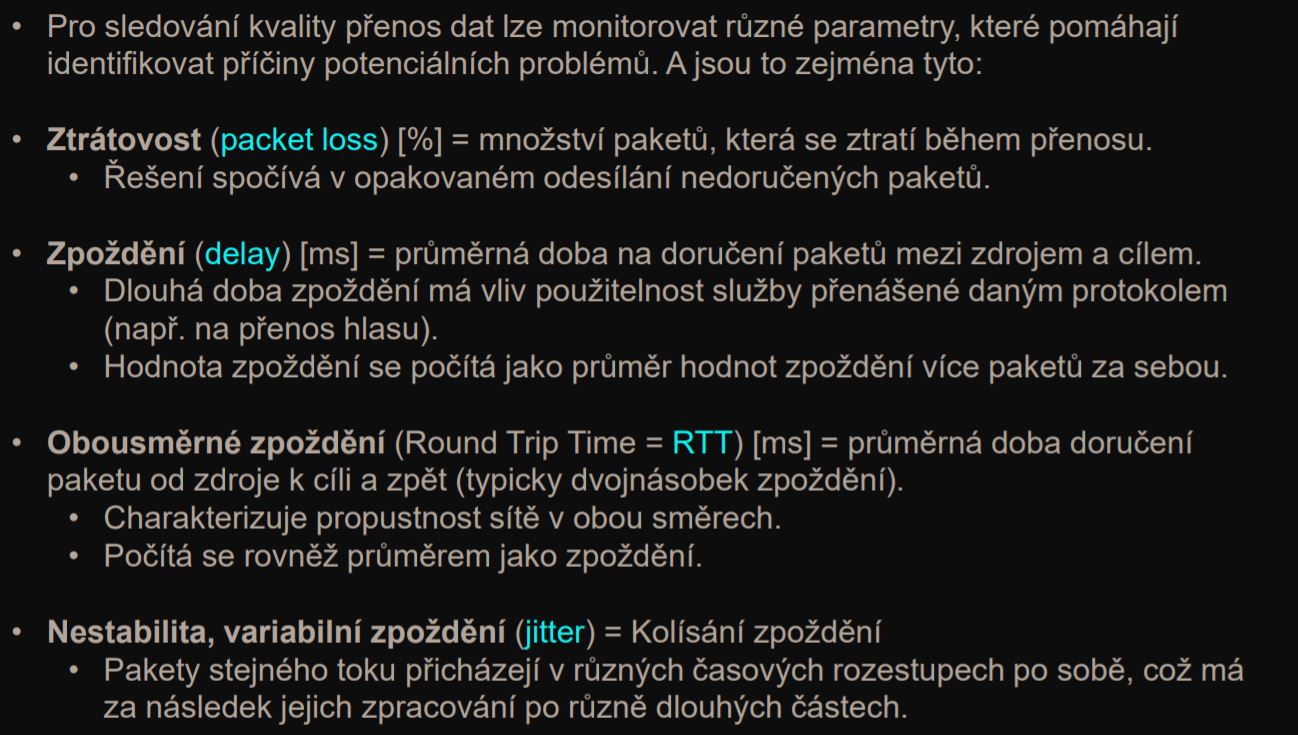 • Pro sledování kvality přenos dat lze monitorovat různé parametry, které pomáhají
identifikovat příčiny potenciálních problémů. A jsou to zejména tyto:
• Ztrátovost (packet loss) [%] = množství paketů, která se ztratí během přenosu.
• Řešení spočívá v opakovaném odesílání nedoručených paketů.
• Zpoždění (delay) [ms] = průměrná doba na doručení paketů mezi zdrojem a cílem.
• Dlouhá doba zpoždění má vliv použitelnost služby přenášené daným protokolem
(např. na přenos hlasu).
• Hodnota zpoždění se počítá jako průměr hodnot zpoždění více paketů za sebou.
• Obousměrné zpoždění (Round Trip Time = RTT) [ms] = průměrná doba doručení
paketu od zdroje k cíli a zpět (typicky dvojnásobek zpoždění).
• Charakterizuje propustnost sítě v obou směrech.
• Počítá se rovněž průměrem jako zpoždění.
• Nestabilita, variabilní zpoždění (jitter) = Kolísání zpoždění
• Pakety stejného toku přicházejí v různých časových rozestupech po sobě, což má
za následek jejich zpracování po různě dlouhých částech.